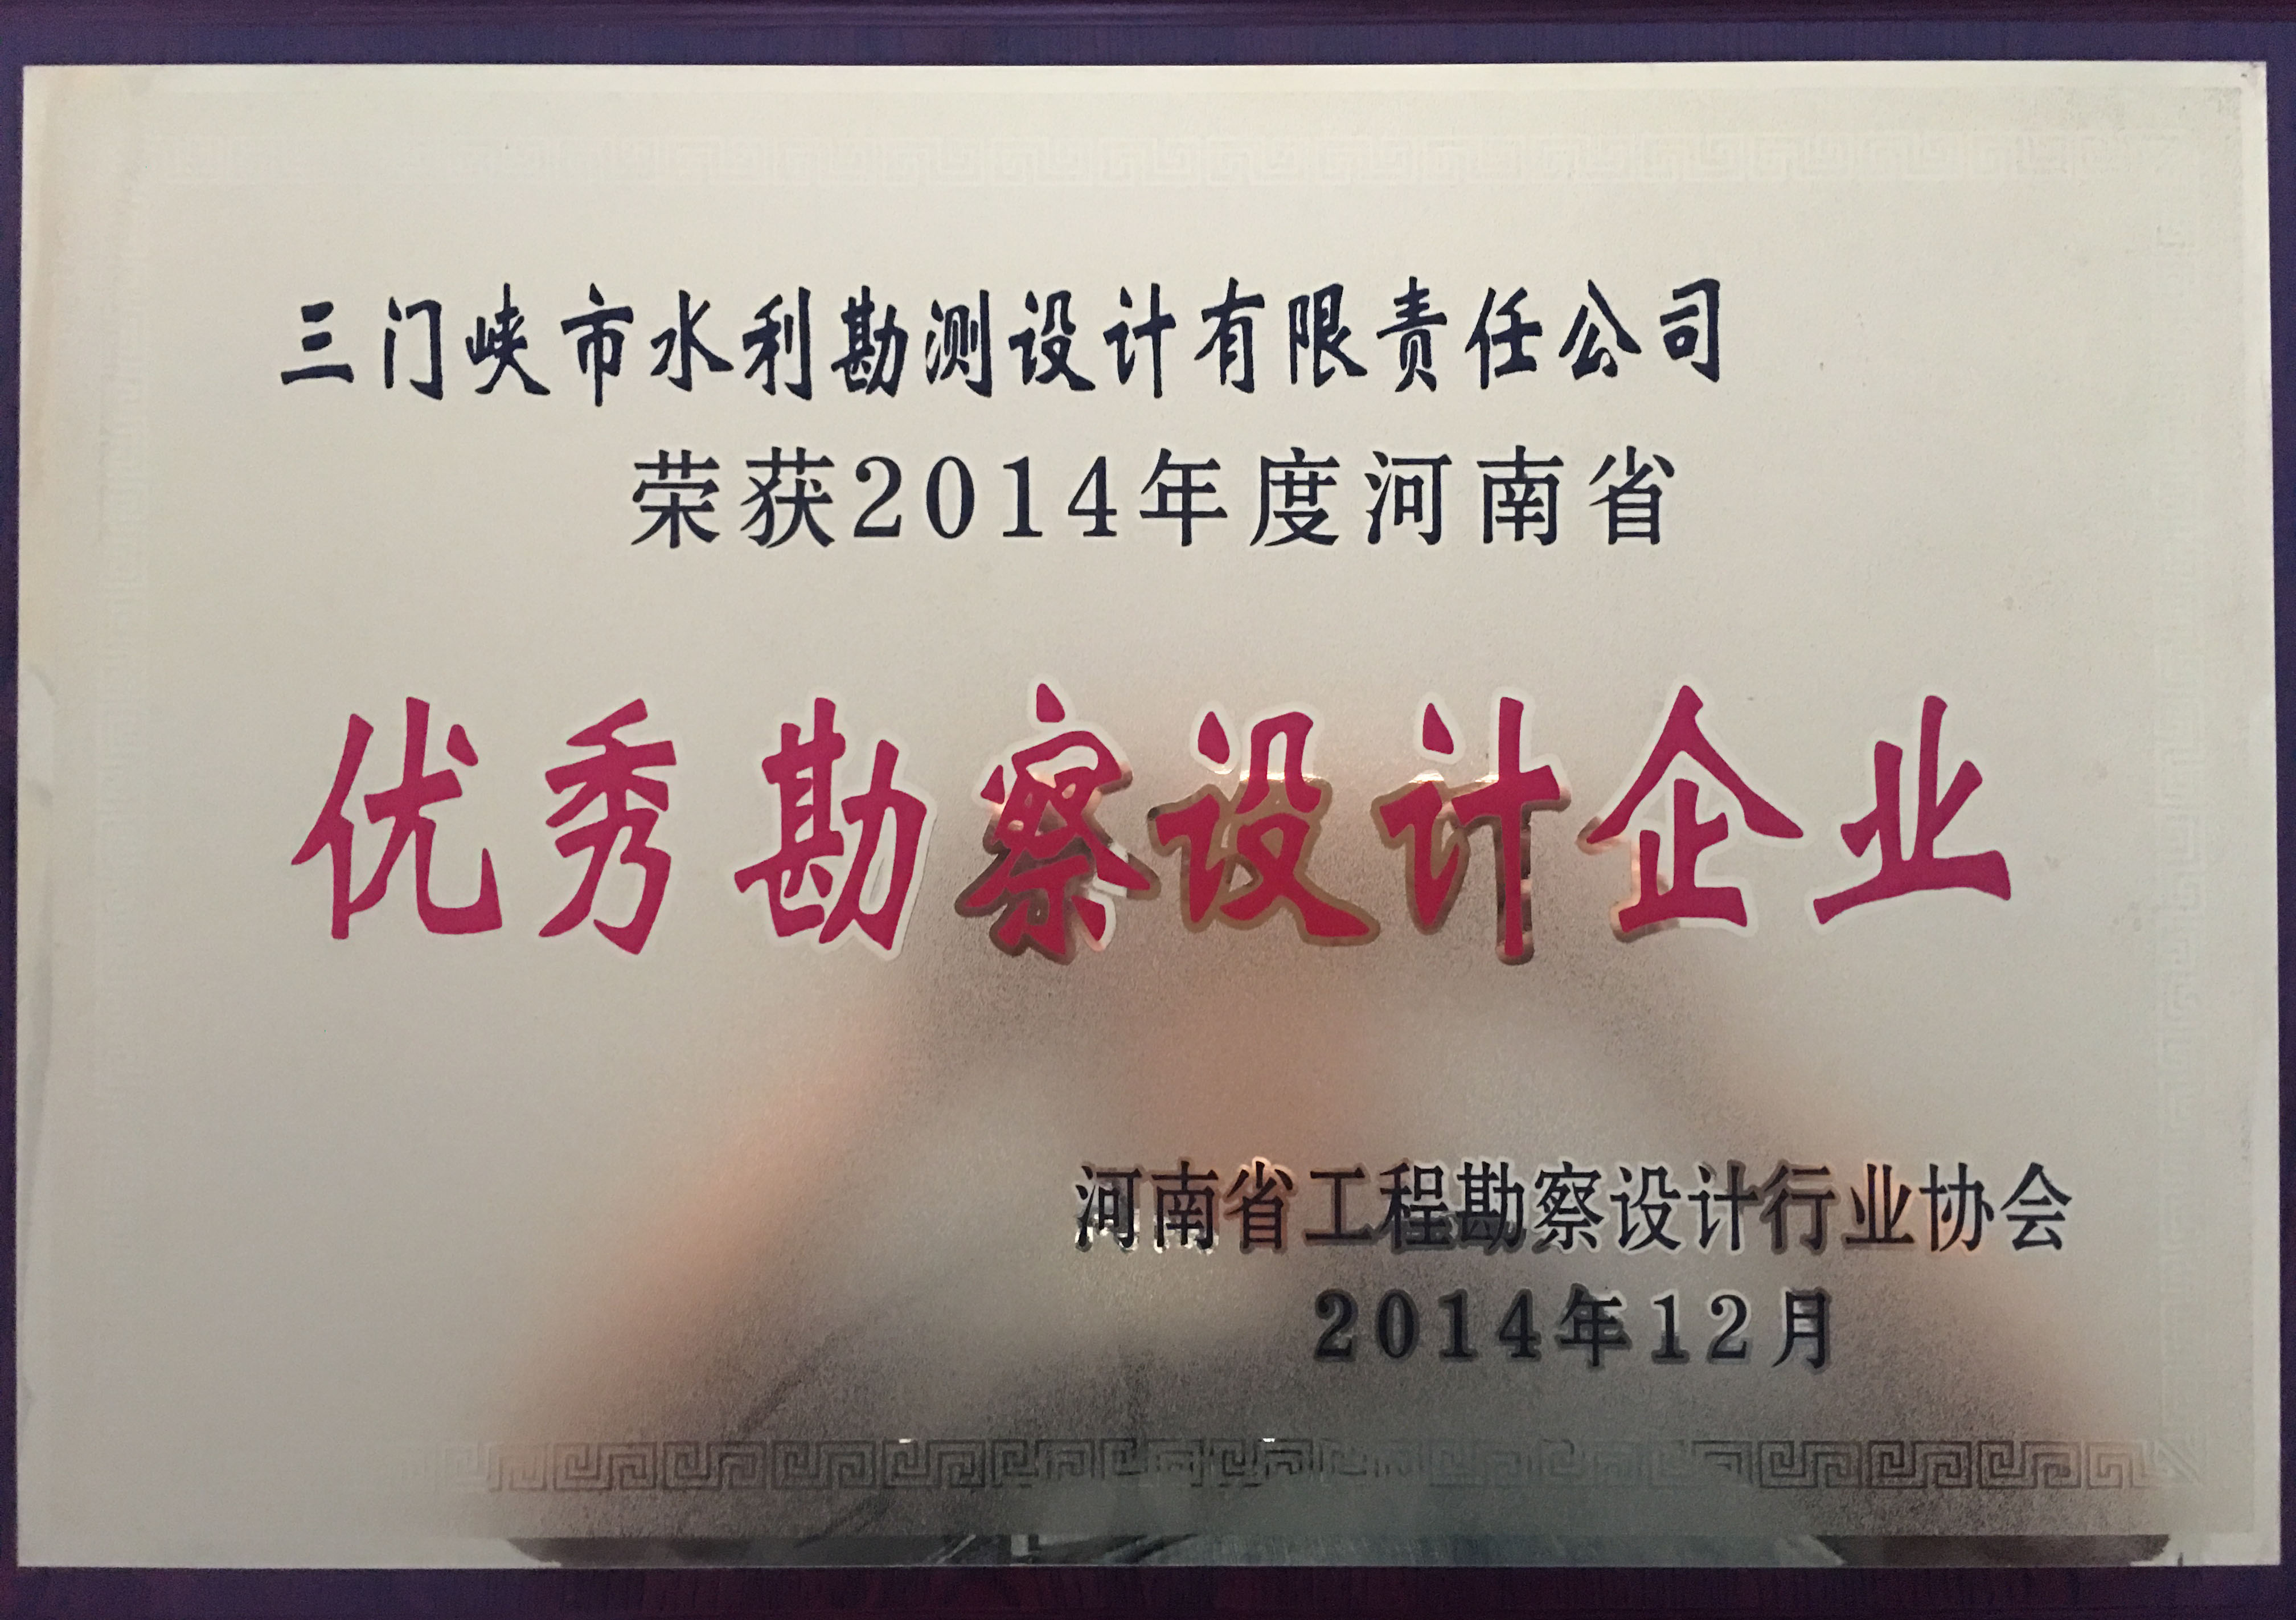 三门峡市水利勘测设计有限责任公司
荣获2014年度河南省
优秀勘察设计企业
河南省工程勘察设计行业协会
2014年12月